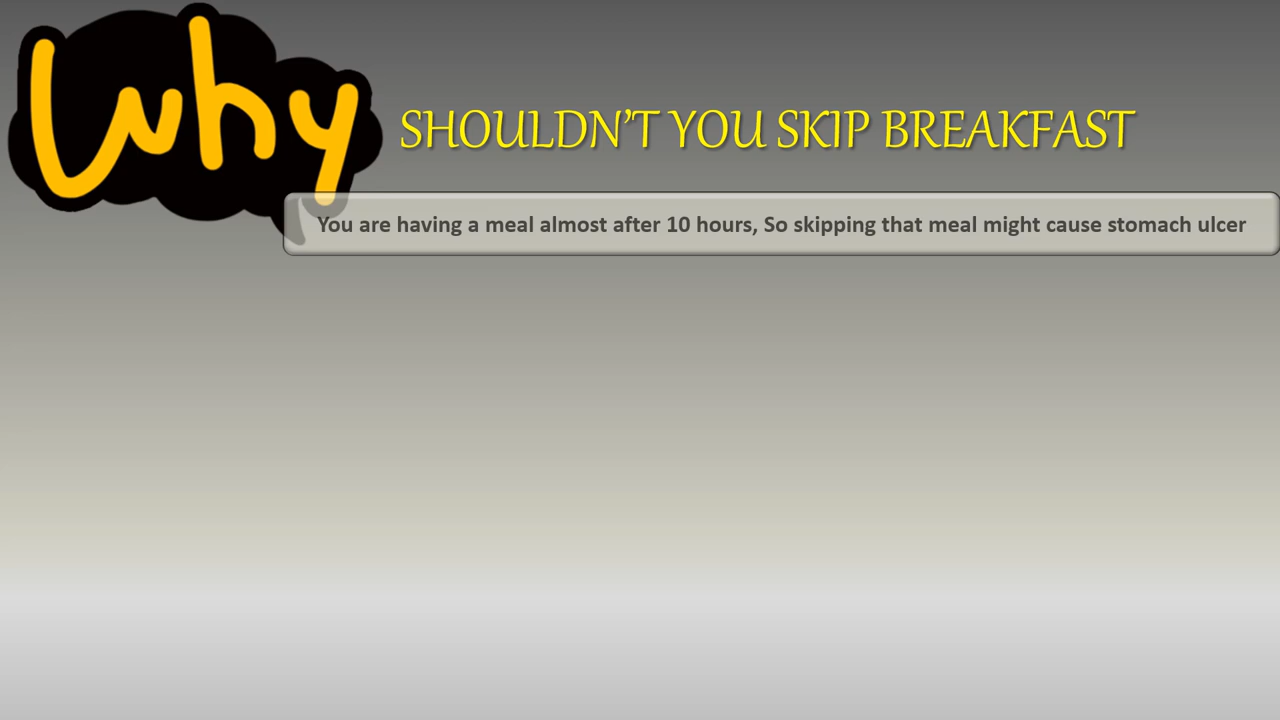 Why
SHOULDN'T YOU SKIP BREAKFAST
You are having a meal almost after 10 hours, So skipping that meal might cause stomach ulcer